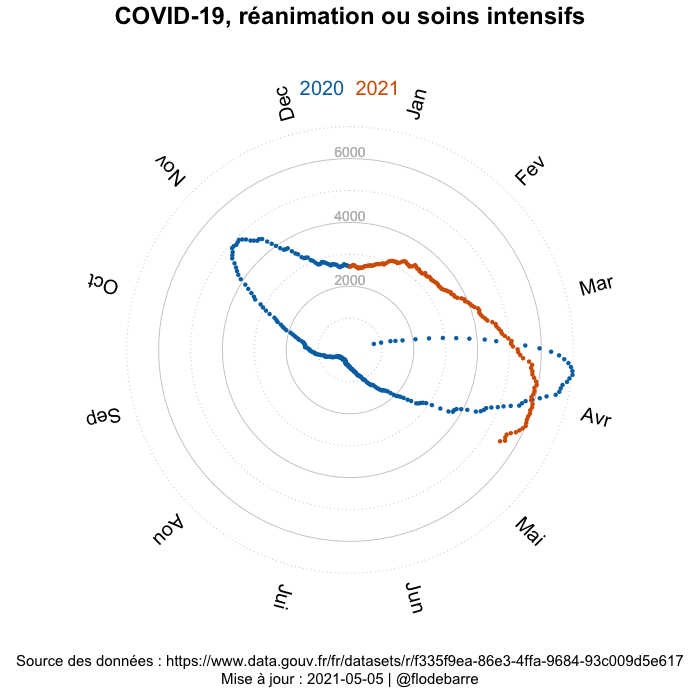 COVID-19, réanimation ou soins intensifs
2020 2021
Dec
Jan
Nov
Fev
Oct
Mar
Sep
Avr
Aou
Mai
Jui
Jun
6000
4000
2000
Source des données : https://www.data.gouv.fr/fr/datasets/r/f335f9ea-86e3-4ffa-9684-93c009d5e617
Mise à jour : 2021-05-05 | @flodebarre